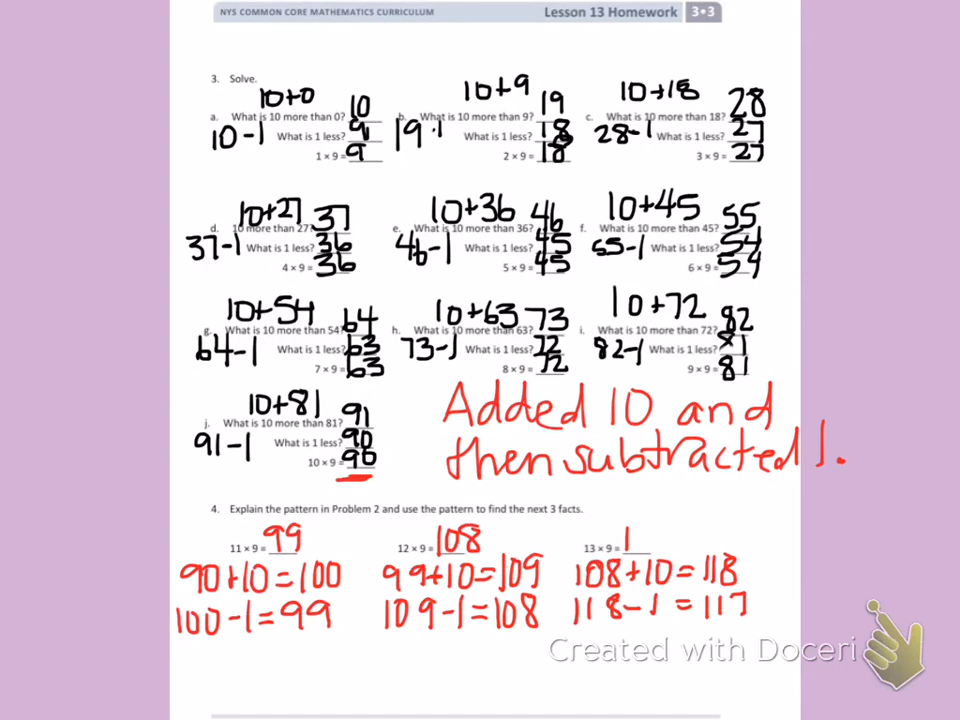 NYS COMMON CORE MATHEMATICS CURRICULUM Lesson 13 Homework 3•3
3. Solve.
10+0 10+9 10+18
a. What is 10 more than 0? 10 b. What is 10 more than 9? 19 c. What is 10 more than 18? 28
10-1 What is 1 less? 9 19-1 What is 1 less? 18 28-1 What is 1 less? 27
1 × 9 = 9 2 × 9 = 18 3 × 9 = 27
10+27 10+36 10+45
d. 10 more than 27? 37 e. What is 10 more than 36? 46 f. What is 10 more than 45? 55
37-1 What is 1 less? 36 46-1 What is 1 less? 45 55-1 What is 1 less? 54
4 × 9 = 36 5 × 9 = 45 6 × 9 = 54
10+54 10+63 10+72
g. What is 10 more than 54? 64 h. What is 10 more than 63? 73 i. What is 10 more than 72? 82
64-1 What is 1 less? 63 73-1 What is 1 less? 72 82-1 What is 1 less? 81
7 × 9 = 63 8 × 9 = 72 9 × 9 = 81
10+81
j. What is 10 more than 81? 91
91-1 What is 1 less? 90
10 × 9 = 90
Added 10 and
then subtracted 1.
4. Explain the pattern in Problem 2 and use the pattern to find the next 3 facts.
11 × 9 = 99 12 × 9 = 108 13 × 9 = 1
90+10=100 99+10=109 108+10=118
100-1=99 109-1=108 118-1=117
Created with Doceri